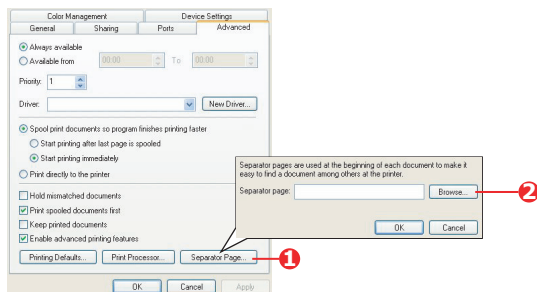 Color Management Device Settings
General Sharing Ports Advanced
Always available
Available from 00:00 To 00:00
Priority: 1
Driver: New Driver...
Spool print documents so program finishes printing faster
Start printing after last page is spooled
Start printing immediately
Print directly to the printer
Hold mismatched documents
Print spooled documents first
Keep printed documents
Enable advanced printing features
Printing Defaults... Print Processor... Separator Page...
OK Cancel Apply
1
Separator pages are used at the beginning of each document to make it
easy to find a document among others at the printer.
Separator page: Browse...
OK Cancel
2